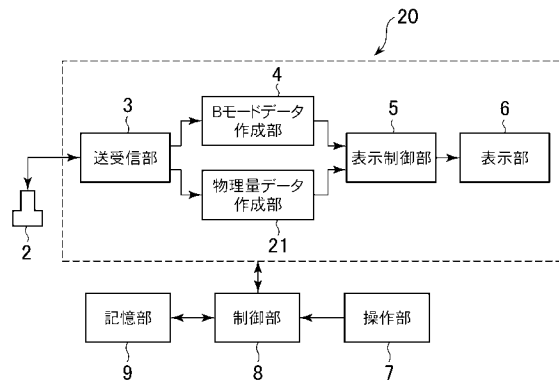 20
4
Bモードデータ
作成部
3
送受信部
5
表示制御部
6
表示部
物理量データ
作成部
21
2
記憶部
9
制御部
8
操作部
7